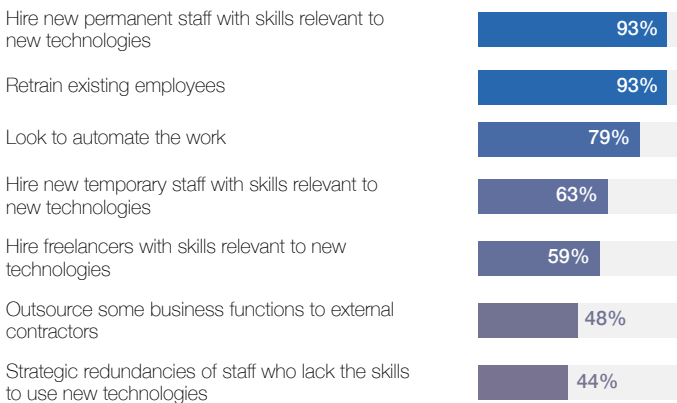 Hire new permanent staff with skills relevant to
new technologies
93%
Retrain existing employees
93%
Look to automate the work
79%
Hire new temporary staff with skills relevant to
new technologies
63%
Hire freelancers with skills relevant to new
technologies
59%
Outsource some business functions to external
contractors
48%
Strategic redundancies of staff who lack the skills
to use new technologies
44%